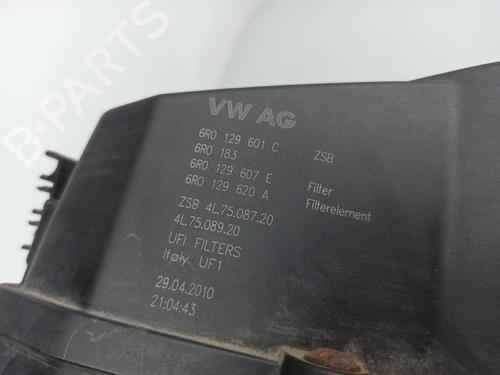 VW AG
6R0 129 601 C ZSB
6R0 183
6R0 129 607 E Filter
6R0 129 620 A Filterelement
ZSB 4L.75.087.20
4L.75.089.20
UFI FILTERS
Italy UF1
29.04.2010
21:04:43
B-PARTS